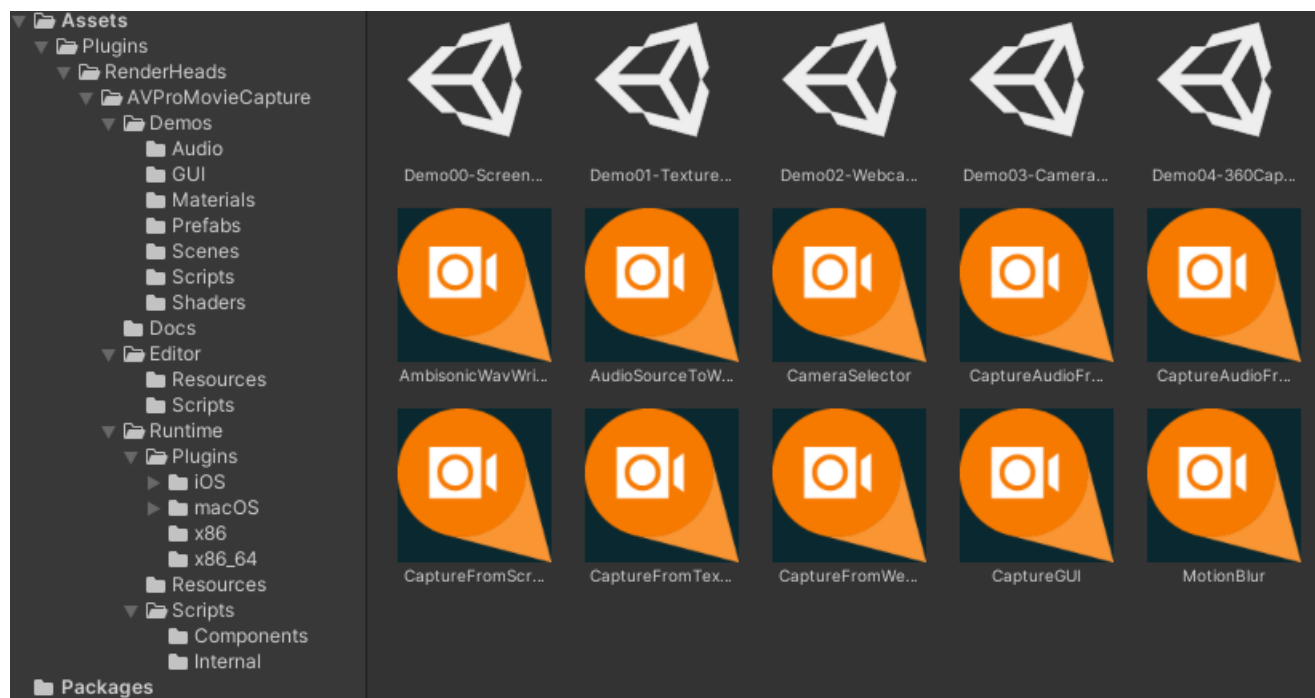 Assets
Plugins
RenderHeads
AVProMovieCapture
Demos
Audio
GUI
Materials
Prefabs
Scenes
Scripts
Shaders
Docs
Editor
Resources
Scripts
Runtime
Plugins
iOS
macOS
x86
x86_64
Resources
Scripts
Components
Internal
Packages
Demo00-Screen... Demo01-Texture... Demo02-Webca... Demo03-Camera... Demo04-360Cap...
AmbisonicWavWri... AudioSourceToW... CameraSelector CaptureAudioFr... CaptureAudioFr...
CaptureFromScr... CaptureFromTex... CaptureFromWe... CaptureGUI MotionBlur